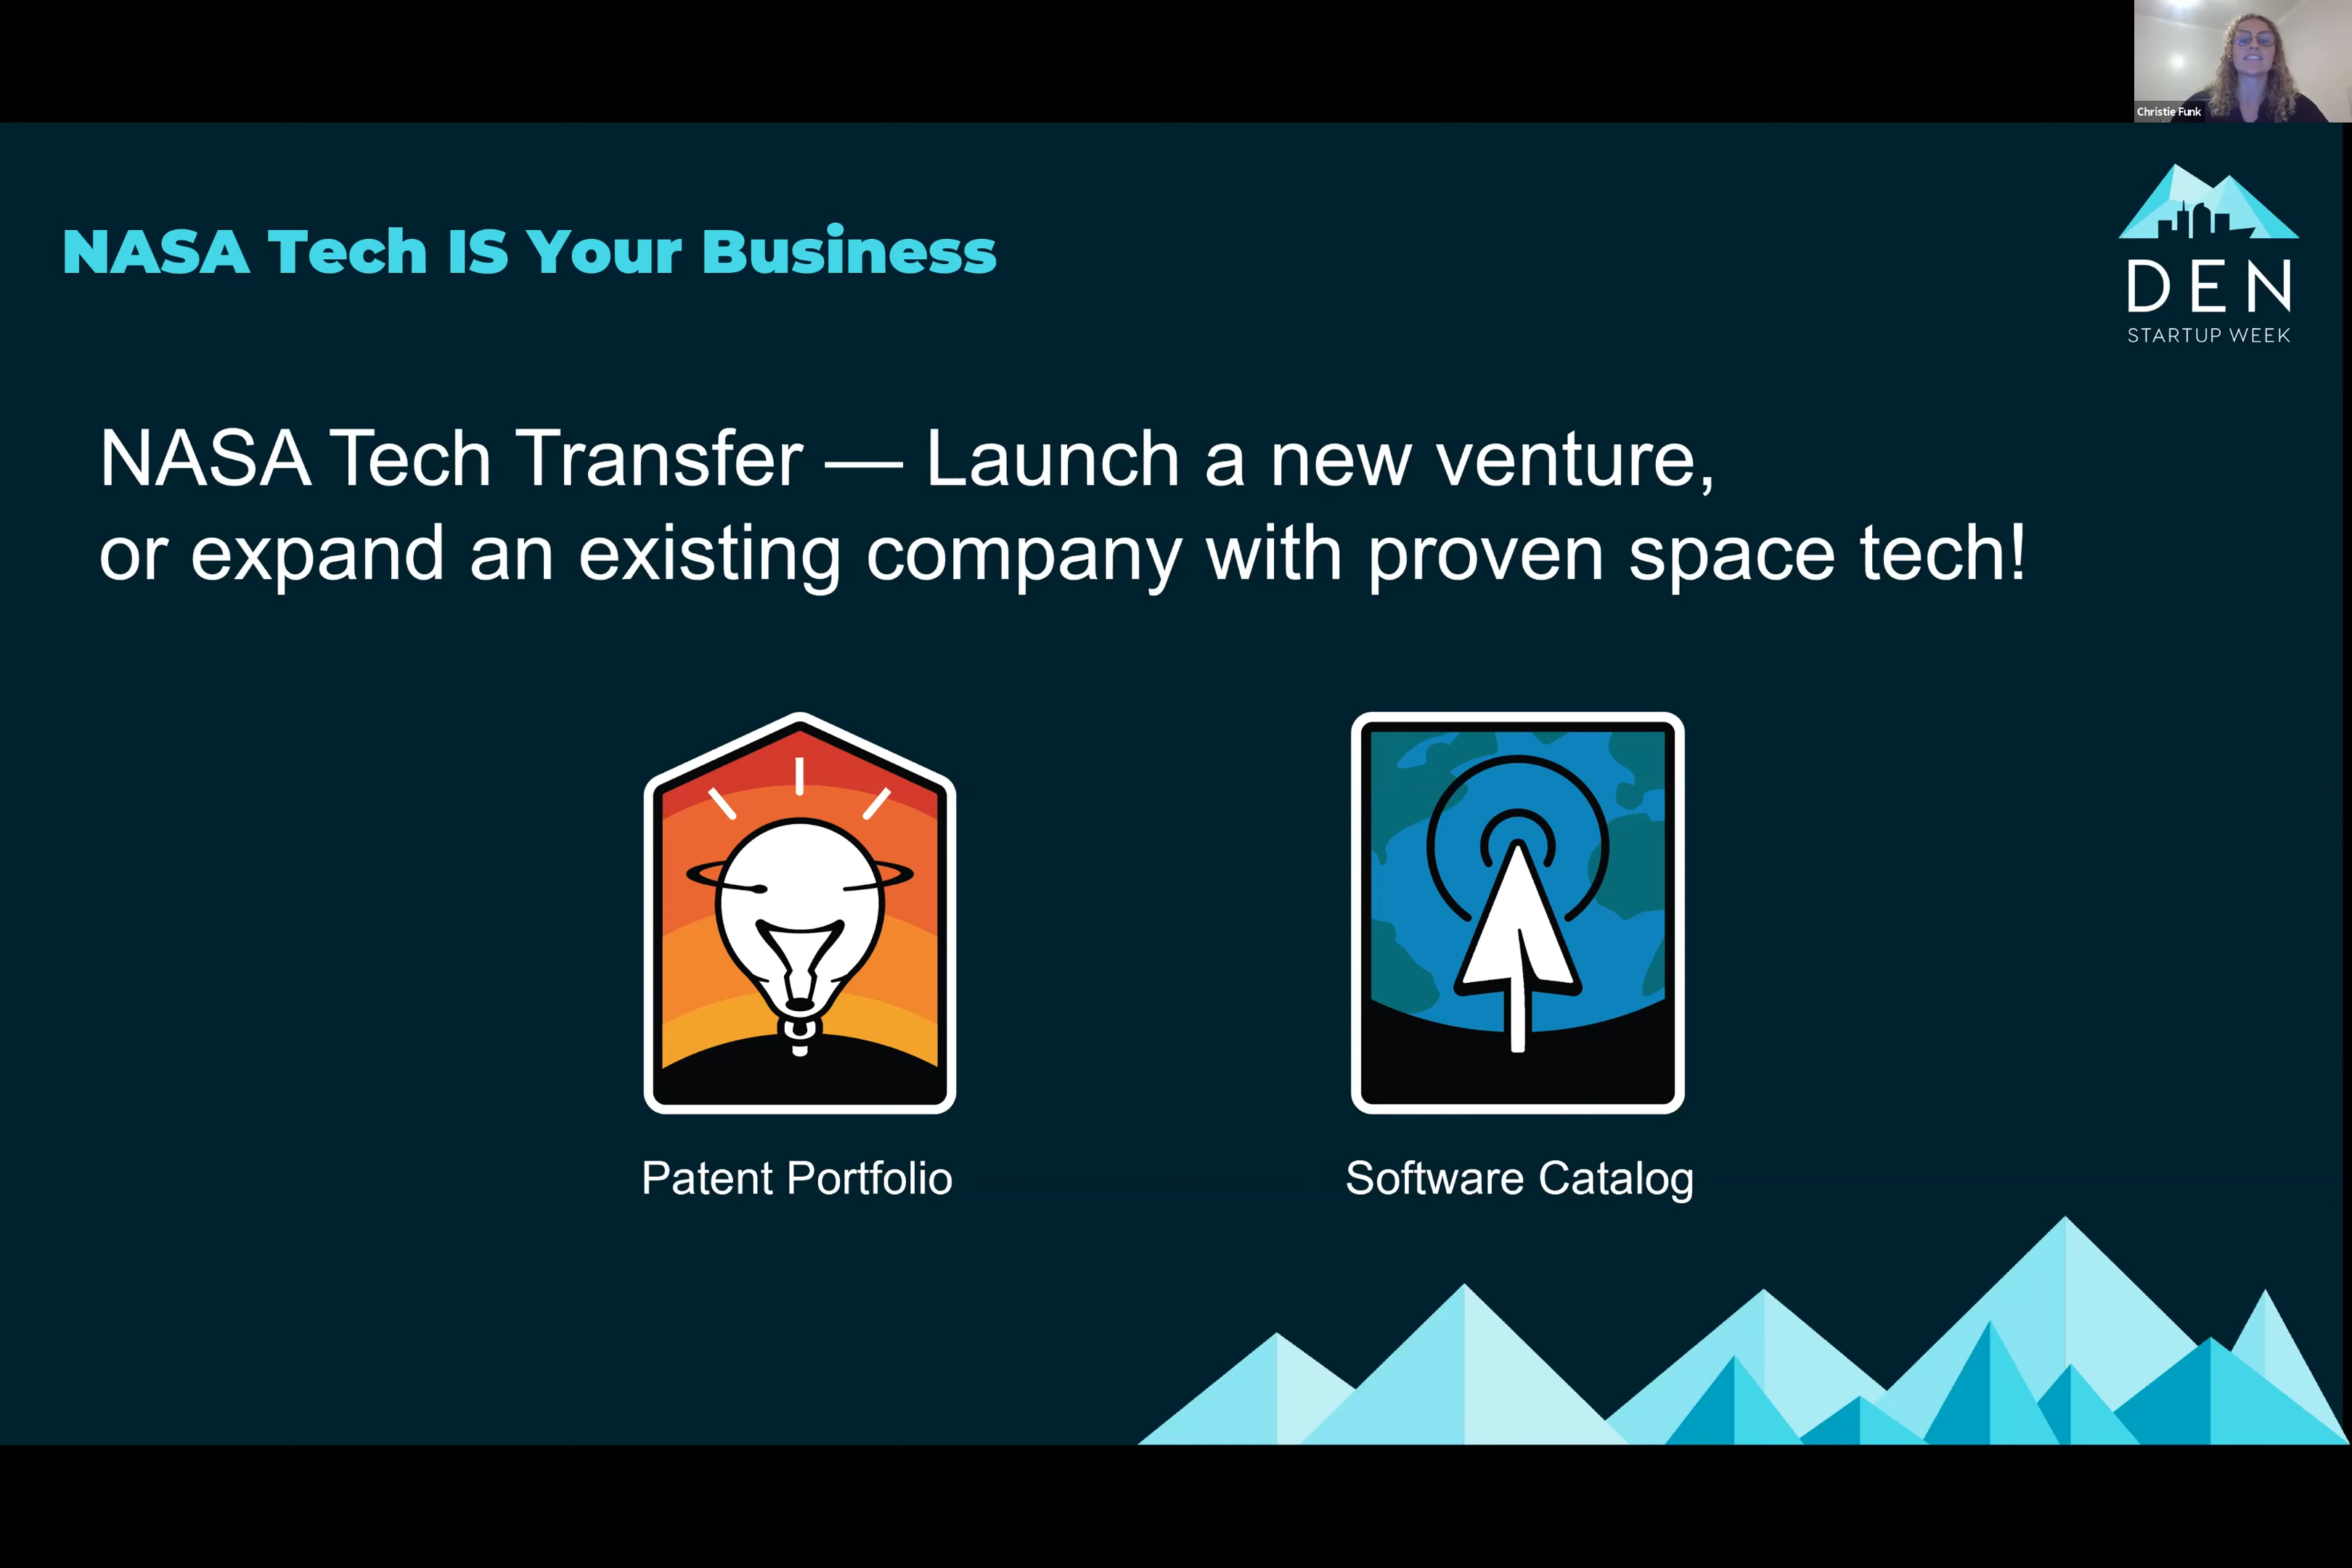 Christie Funk
NASA Tech IS Your Business
DEN
STARTUP WEEK
NASA Tech Transfer — Launch a new venture,
or expand an existing company with proven space tech!
Patent Portfolio
Software Catalog